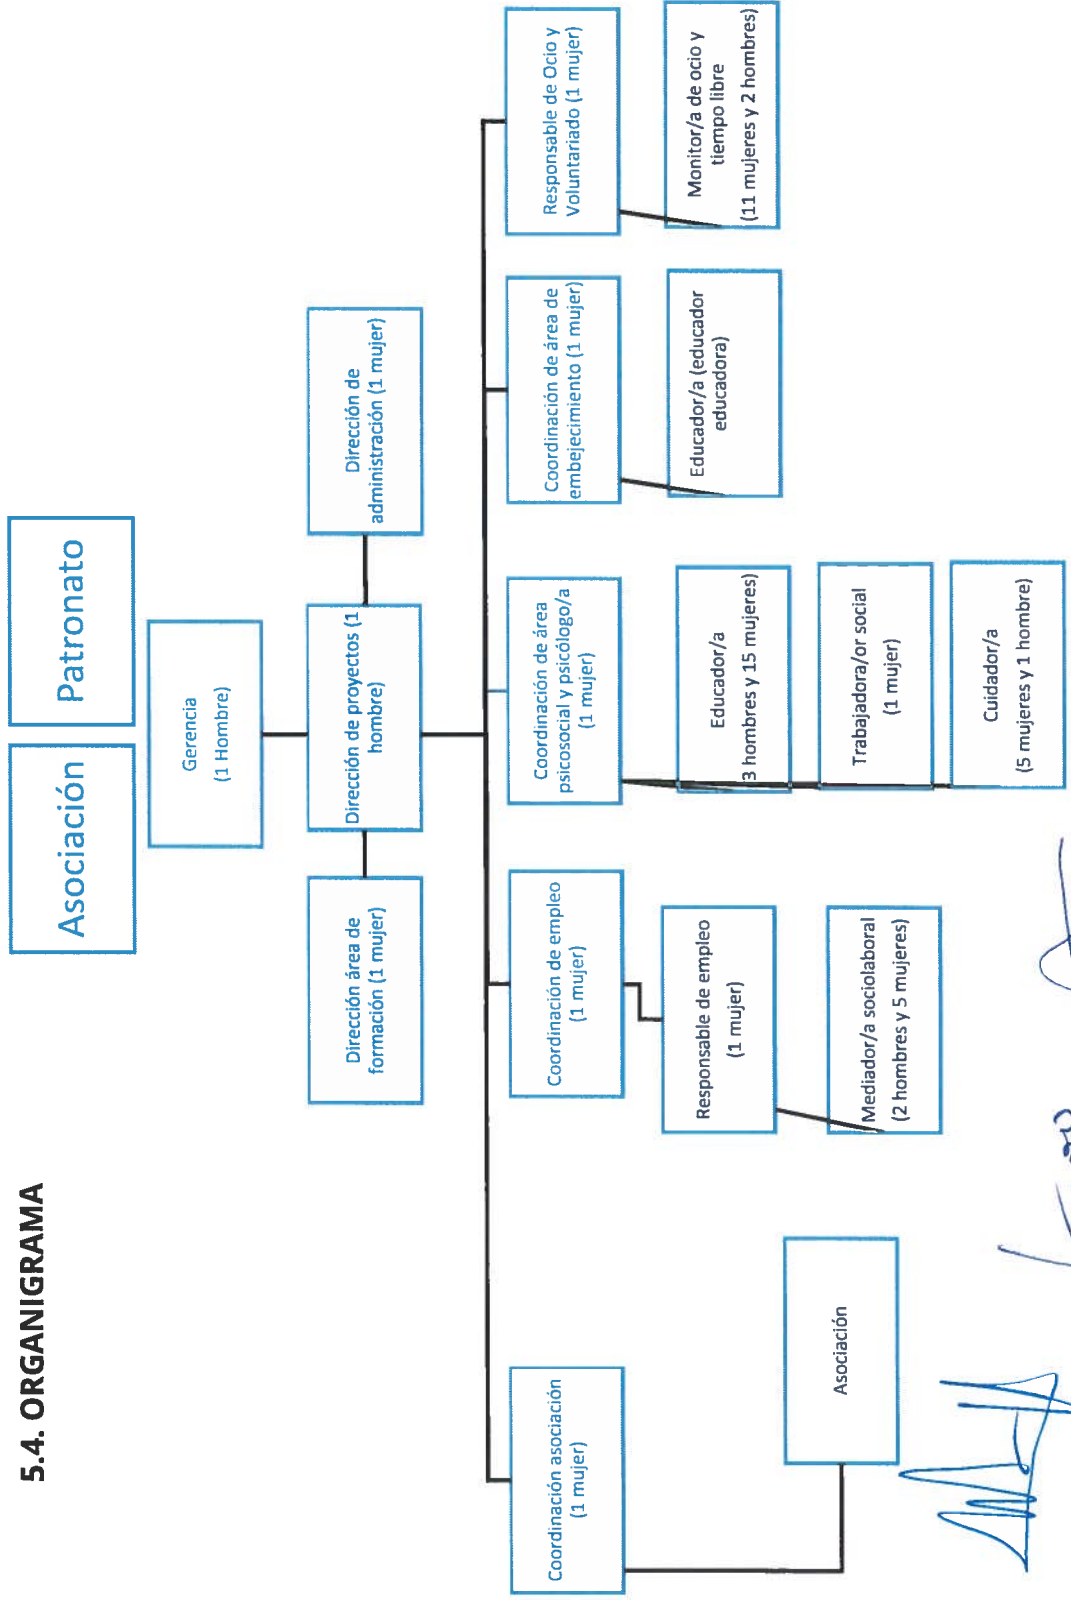 5.4. ORGANIGRAMA
Asociación
Patronato
Gerencia
(1 Hombre)
Dirección área de
formación (1 mujer)
Dirección de proyectos (1
hombre)
Dirección de
administración (1 mujer)
Coordinación asociación
(1 mujer)
Coordinación de empleo
(1 mujer)
Coordinación de área
psicosocial y psicólogo/a
(1 mujer)
Coordinación de área de
embejecimiento (1 mujer)
Responsable de Ocio y
Voluntariado (1 mujer)
Asociación
Responsable de empleo
(1 mujer)
Mediador/a sociolaboral
(2 hombres y 5 mujeres)
Educador/a
3 hombres y 15 mujeres)
Trabajadora/or social
(1 mujer)
Cuidador/a
(5 mujeres y 1 hombre)
Educador/a (educador
educadora)
Monitor/a de ocio y
tiempo libre
(11 mujeres y 2 hombres)